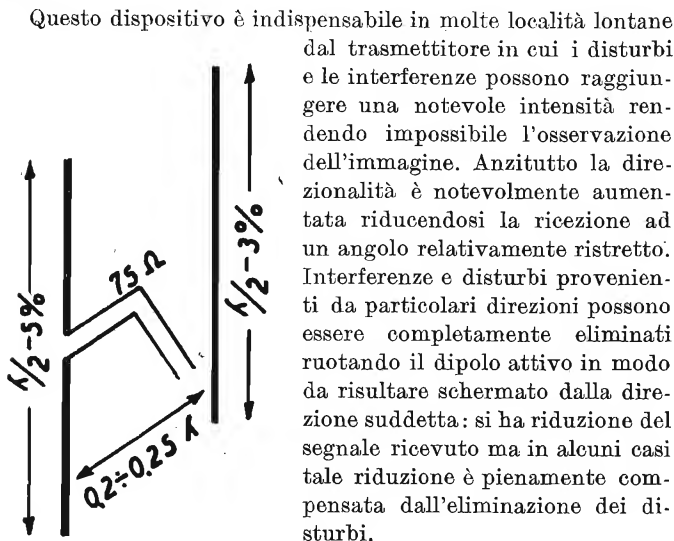 Questo dispositivo è indispensabile in molte località lontane
dal trasmettitore in cui i disturbi
e le interferenze possono raggiun-
gere una notevole intensità ren-
dendo impossibile l'osservazione
dell'immagine. Anzitutto la dire-
zionalità è notevolmente aumen-
tata riducendosi la ricezione ad
un angolo relativamente ristretto.
Interferenze e disturbi provenien-
ti da particolari direzioni possono
essere completamente eliminati
ruotando il dipolo attivo in modo
da risultare schermato dalla dire-
zione suddetta: si ha riduzione del
segnale ricevuto ma in alcuni casi
tale riduzione è pienamente com-
pensata dall'eliminazione dei di-
sturbi.
λ/2-5%
75 Ω
λ/2-3%
0,2÷0,25 λ